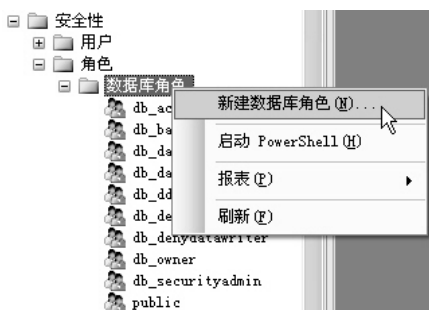 安全性
用户
角色
数据库角色
新建数据库角色(N)...
db_ac
db_ba
启动 PowerShell(H)
db_da
db_da
报表(P)
db_dd
db_de
刷新(F)
db_denydatawriter
db_owner
db_securityadmin
public